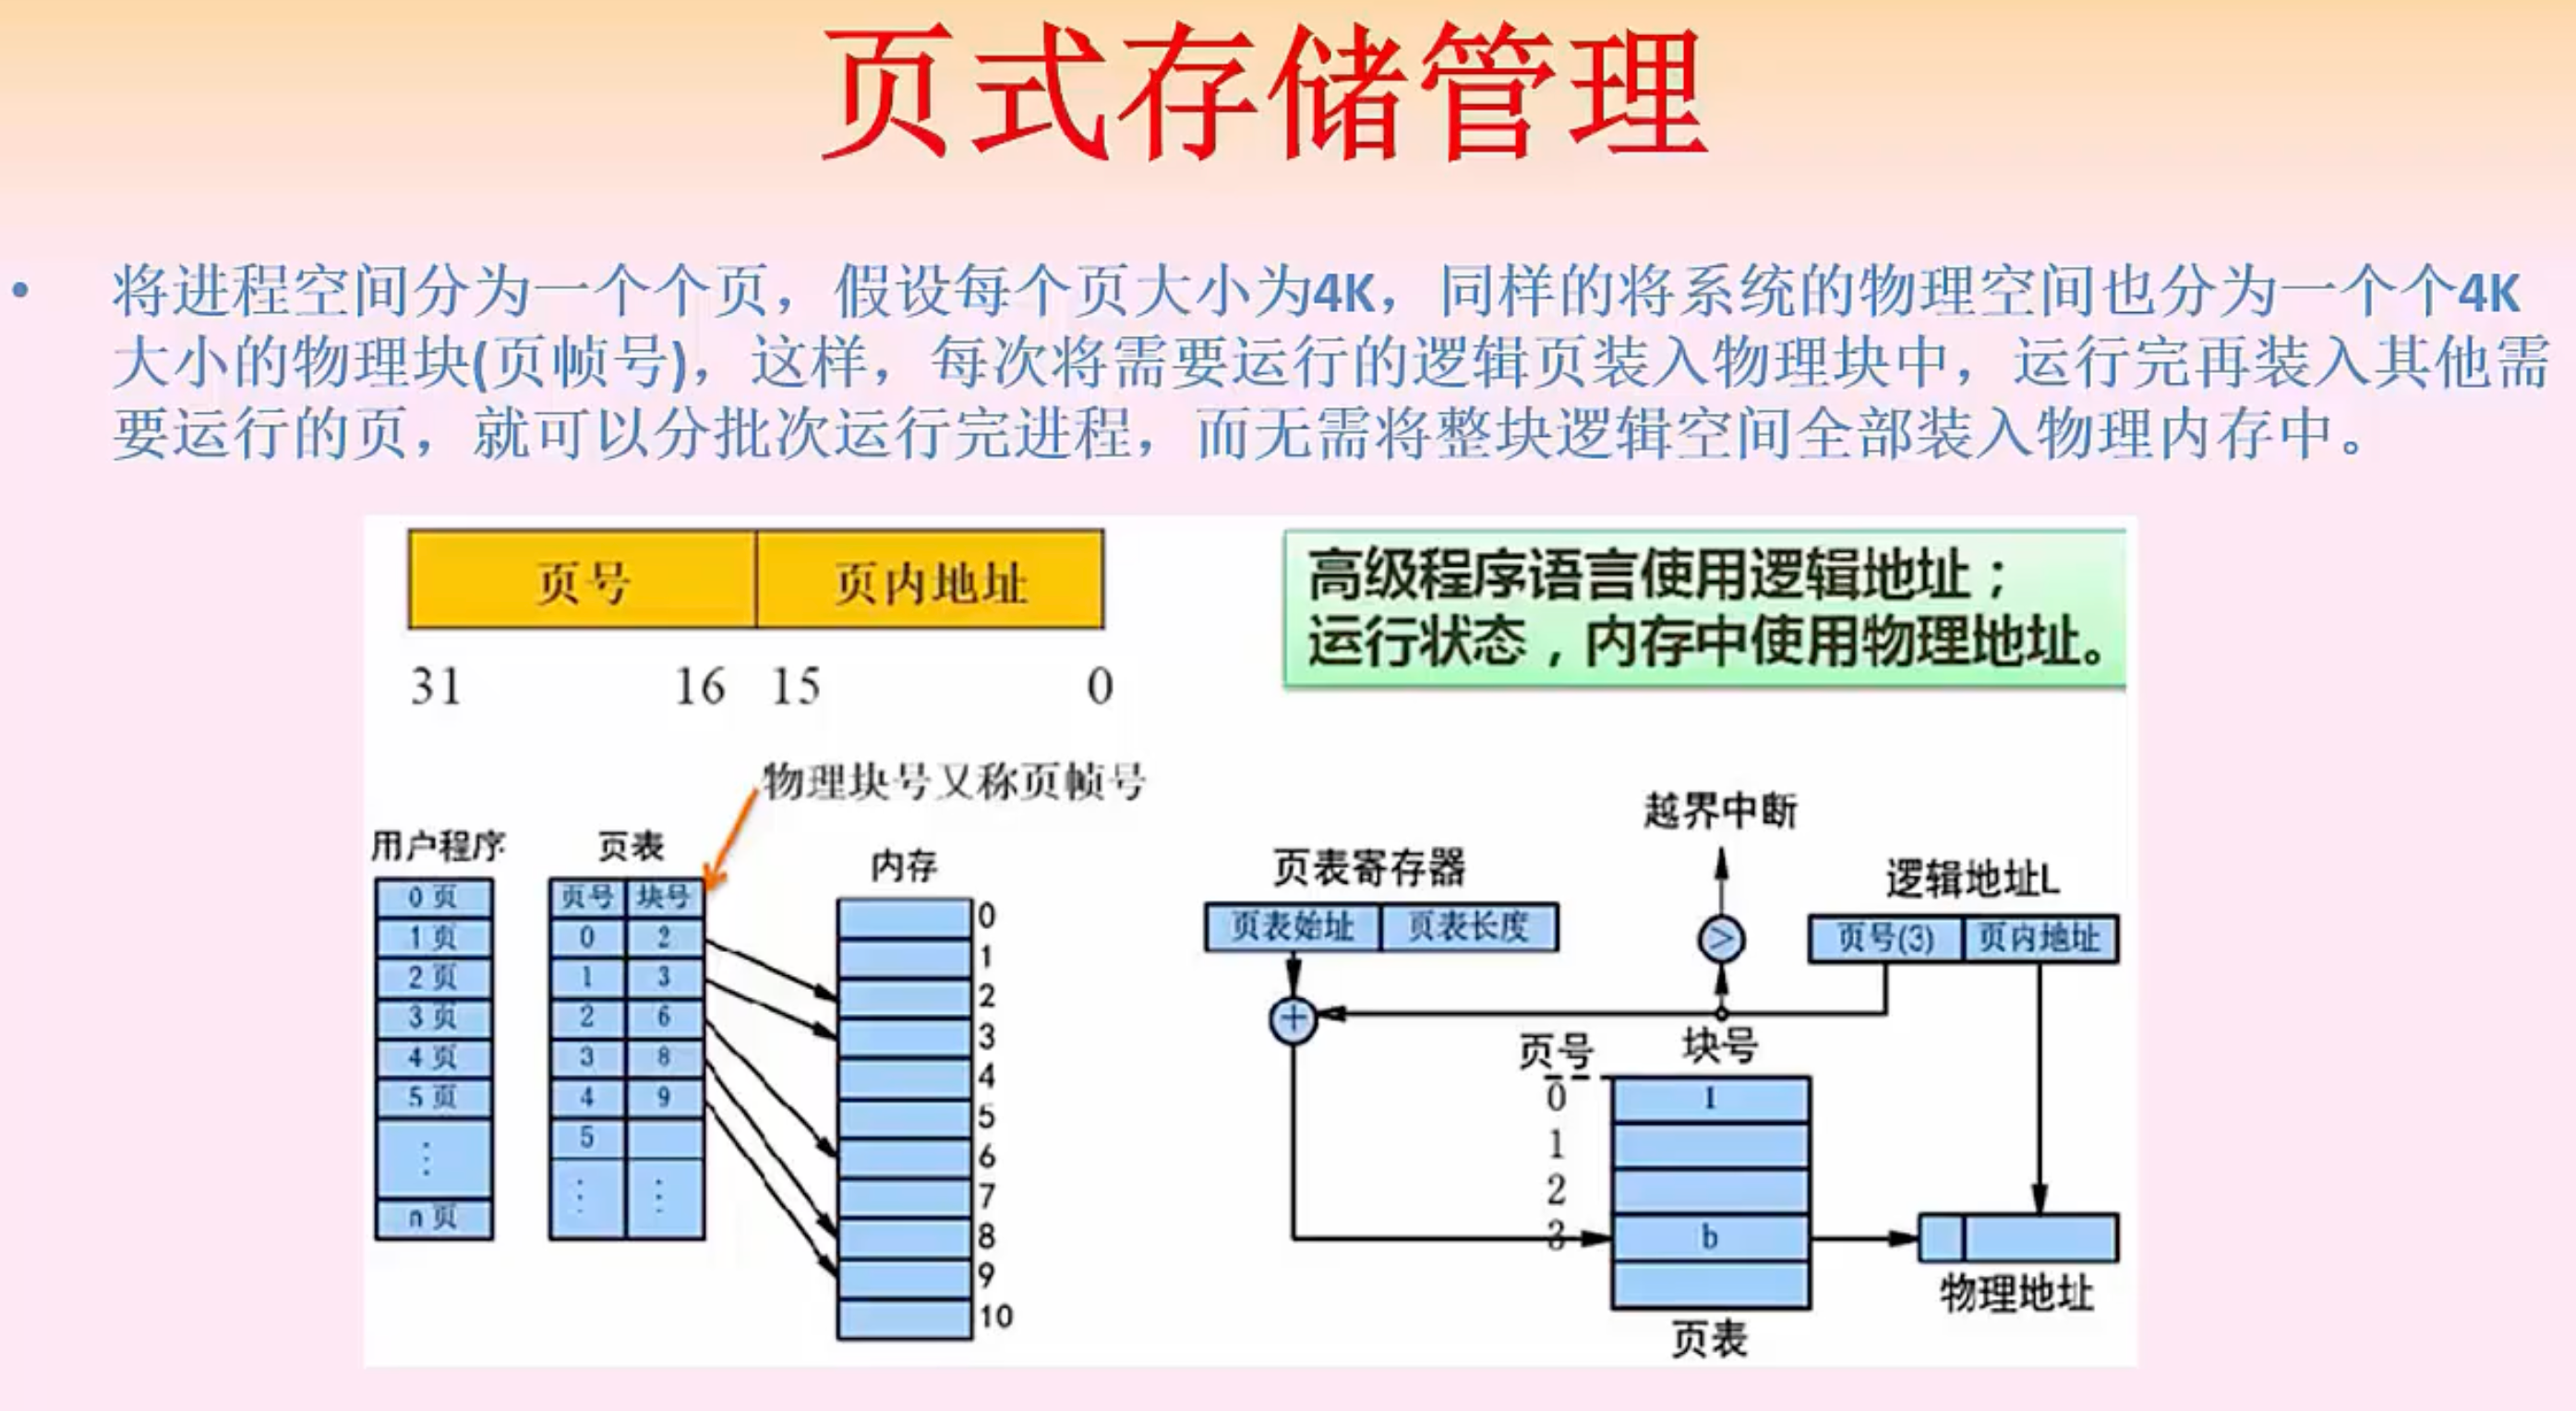 页式存储管理
• 将进程空间分为一个个页，假设每个页大小为4K，同样的将系统的物理空间也分为一个个4K
大小的物理块(页帧号)，这样，每次将需要运行的逻辑页装入物理块中，运行完再装入其他需
要运行的页，就可以分批次运行完进程，而无需将整块逻辑空间全部装入物理内存中。
页号 页内地址
31 16 15 0
高级程序语言使用逻辑地址；
运行状态，内存中使用物理地址。
物理块号又称页帧号
用户程序
0 页
1 页
2 页
3 页
4 页
5 页
⋮
n 页
页表
页号 块号
0 2
1 3
2 6
3 8
4 9
5
⋮ ⋮
内存
0
1
2
3
4
5
6
7
8
9
10
越界中断
页表寄存器
页表始址 页表长度
>
逻辑地址L
页号(3) 页内地址
+
页号 块号
0 1
1
2
3 b
页表
物理地址